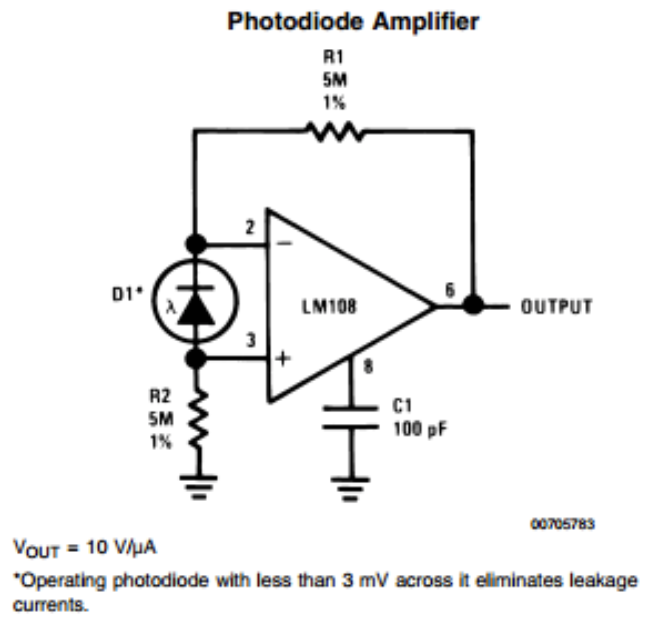 Photodiode Amplifier
R1
5M
1%
2
−
D1*
λ
LM108
6
OUTPUT
3
+
8
R2
5M
1%
C1
100 pF
00705783
VOUT = 10 V/µA
*Operating photodiode with less than 3 mV across it eliminates leakage
currents.